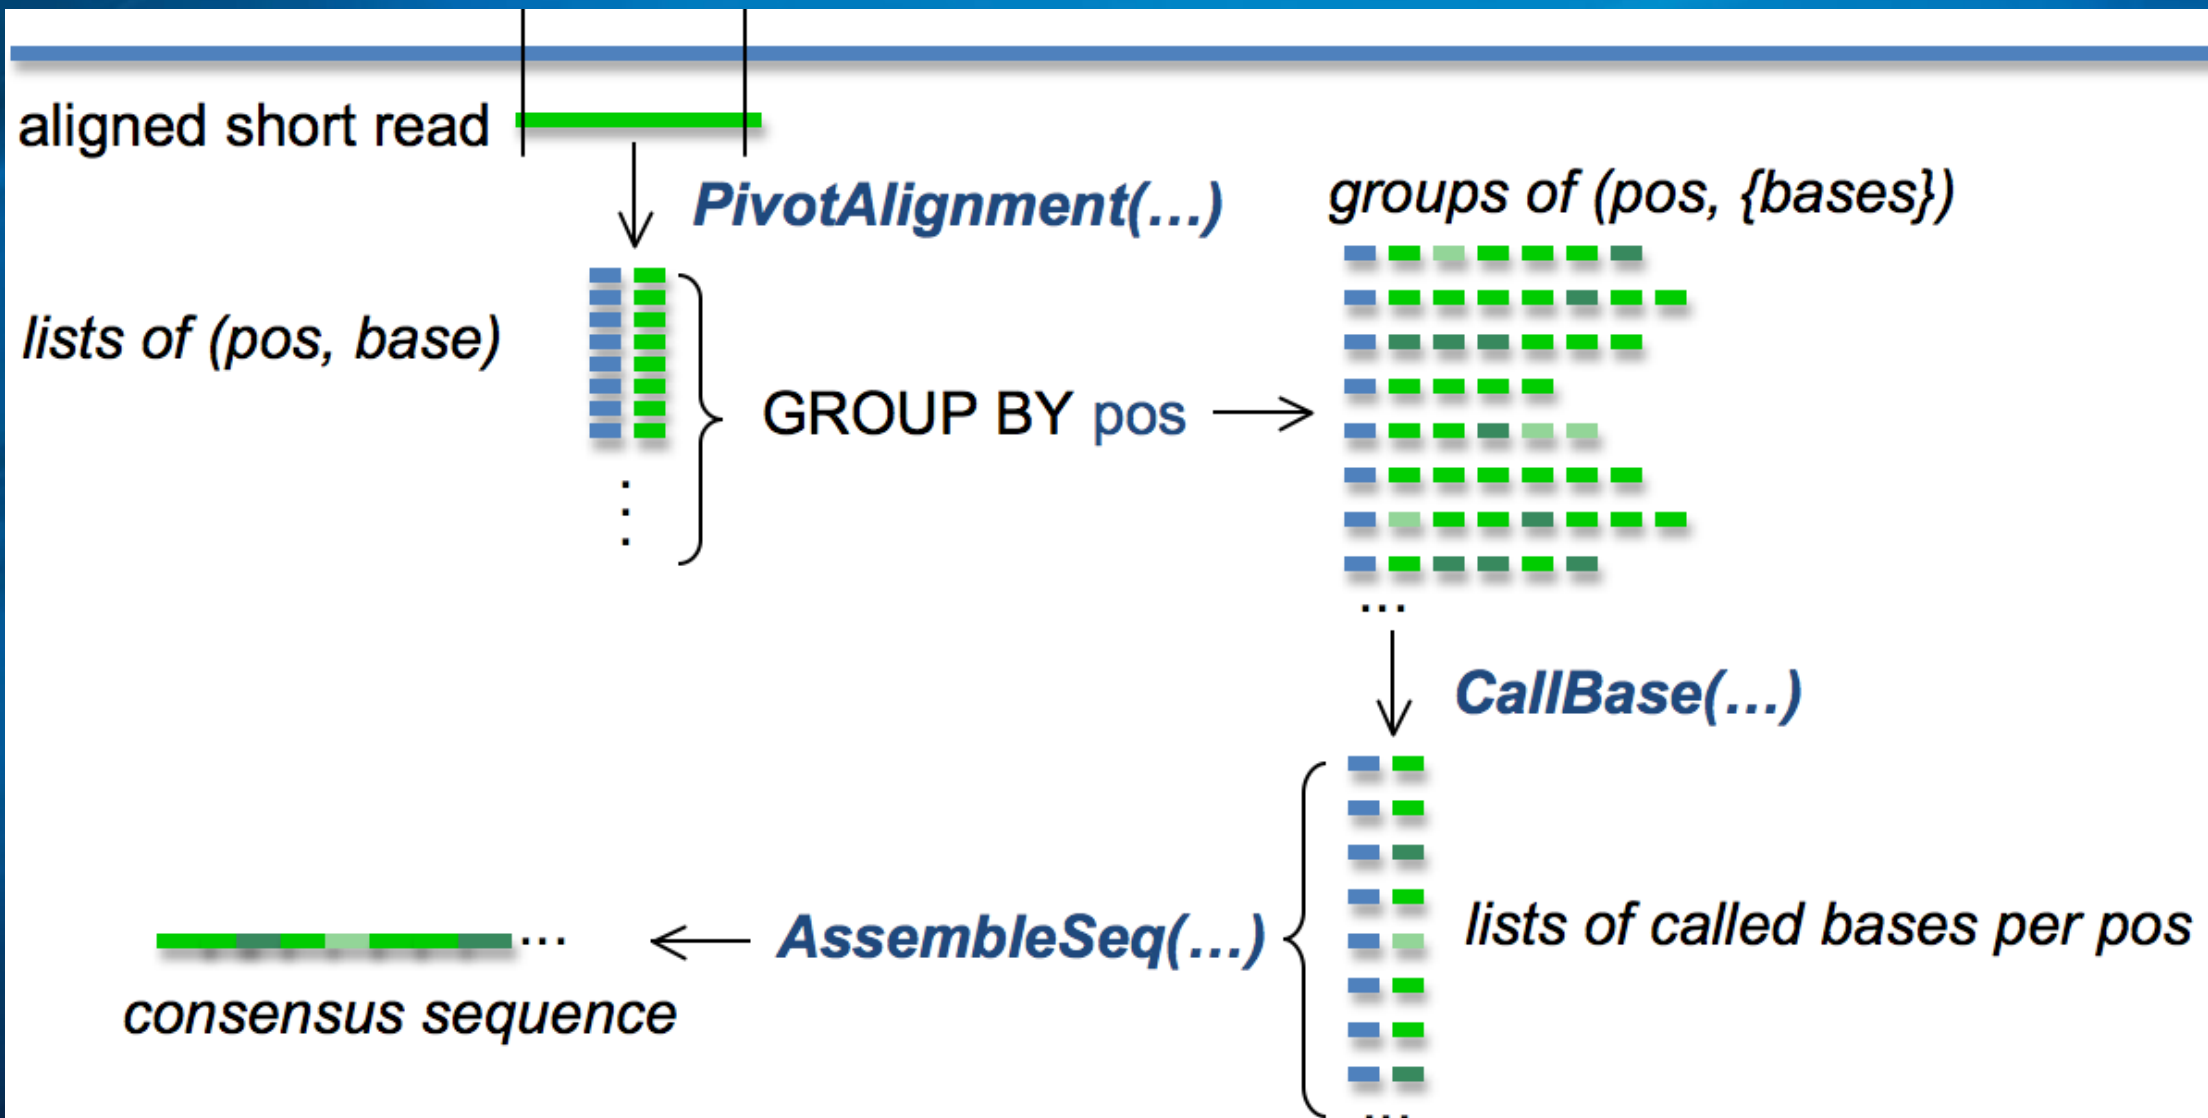 aligned short read
PivotAlignment(...)
groups of (pos, {bases})
lists of (pos, base)
GROUP BY pos
...
CallBase(...)
AssembleSeq(...)
lists of called bases per pos
...
consensus sequence
...